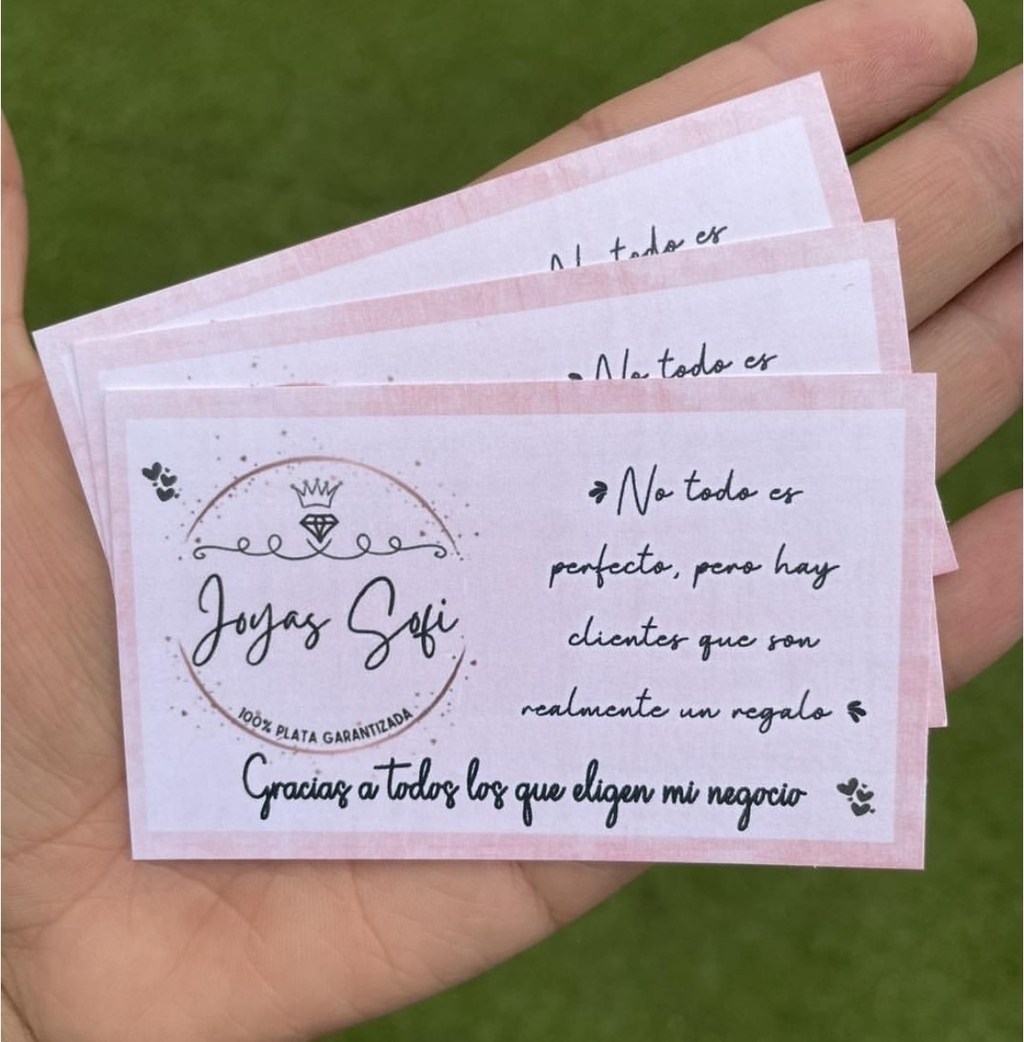 No todo es
No todo es
Joyas Sofi
100% PLATA GARANTIZADA
No todo es
perfecto, pero hay
clientes que son
realmente un regalo
Gracias a todos los que eligen mi negocio